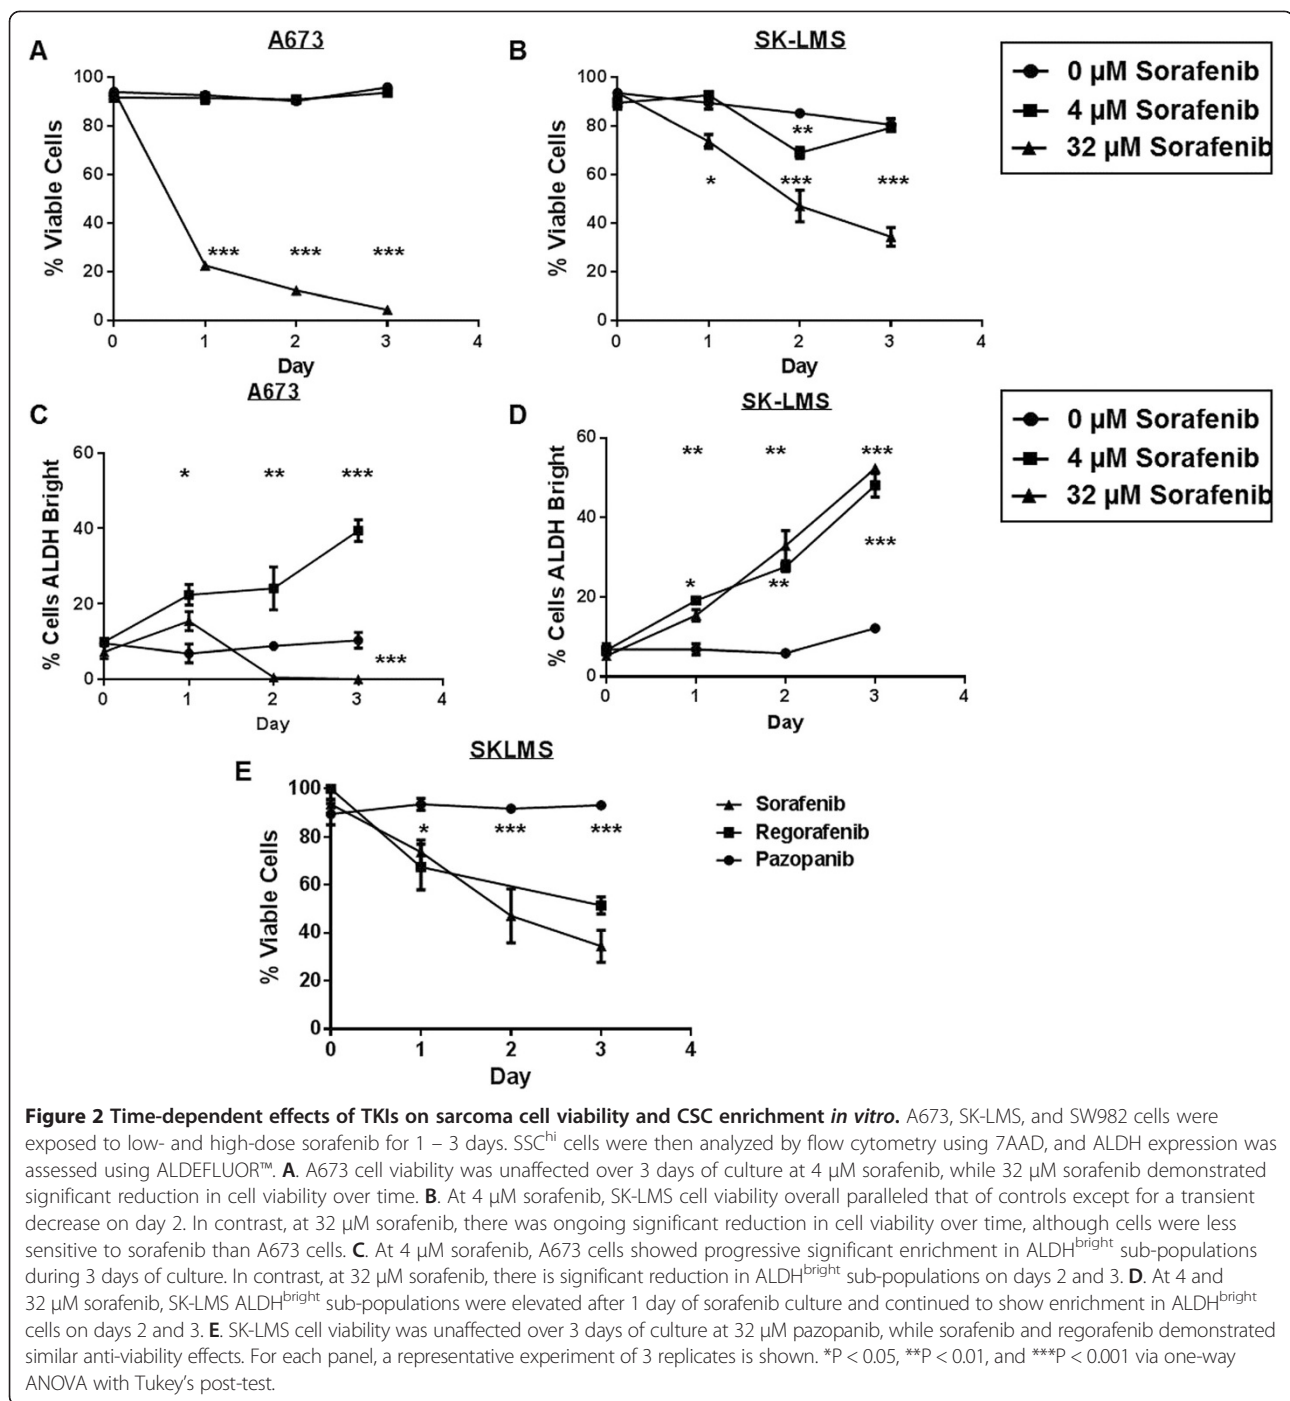 A
A673
100
80
60
40
20
0
% Viable Cells
***
***
***
0
1
2
3
4
Day
B
SK-LMS
100
80
60
40
20
0
% Viable Cells
**
*
***
***
0
1
2
3
4
Day
0 µM Sorafenib
4 µM Sorafenib
32 µM Sorafenib
C
A673
60
40
20
0
% Cells ALDH Bright
*
**
***
***
0
1
2
3
4
Day
D
SK-LMS
60
40
20
0
% Cells ALDH Bright
**
**
***
***
*
**
0
1
2
3
4
Day
0 µM Sorafenib
4 µM Sorafenib
32 µM Sorafenib
E
SKLMS
100
80
60
40
20
0
% Viable Cells
*
***
***
0
1
2
3
4
Day
Sorafenib
Regorafenib
Pazopanib
Figure 2 Time-dependent effects of TKIs on sarcoma cell viability and CSC enrichment in vitro. A673, SK-LMS, and SW982 cells were
exposed to low- and high-dose sorafenib for 1 – 3 days. SSChi cells were then analyzed by flow cytometry using 7AAD, and ALDH expression was
assessed using ALDEFLUOR™. A. A673 cell viability was unaffected over 3 days of culture at 4 µM sorafenib, while 32 µM sorafenib demonstrated
significant reduction in cell viability over time. B. At 4 µM sorafenib, SK-LMS cell viability overall paralleled that of controls except for a transient
decrease on day 2. In contrast, at 32 µM sorafenib, there was ongoing significant reduction in cell viability over time, although cells were less
sensitive to sorafenib than A673 cells. C. At 4 µM sorafenib, A673 cells showed progressive significant enrichment in ALDHbright sub-populations
during 3 days of culture. In contrast, at 32 µM sorafenib, there is significant reduction in ALDHbright sub-populations on days 2 and 3. D. At 4 and
32 µM sorafenib, SK-LMS ALDHbright sub-populations were elevated after 1 day of sorafenib culture and continued to show enrichment in ALDHbright
cells on days 2 and 3. E. SK-LMS cell viability was unaffected over 3 days of culture at 32 µM pazopanib, while sorafenib and regorafenib demonstrated
similar anti-viability effects. For each panel, a representative experiment of 3 replicates is shown. *P < 0.05, **P < 0.01, and ***P < 0.001 via one-way
ANOVA with Tukey's post-test.